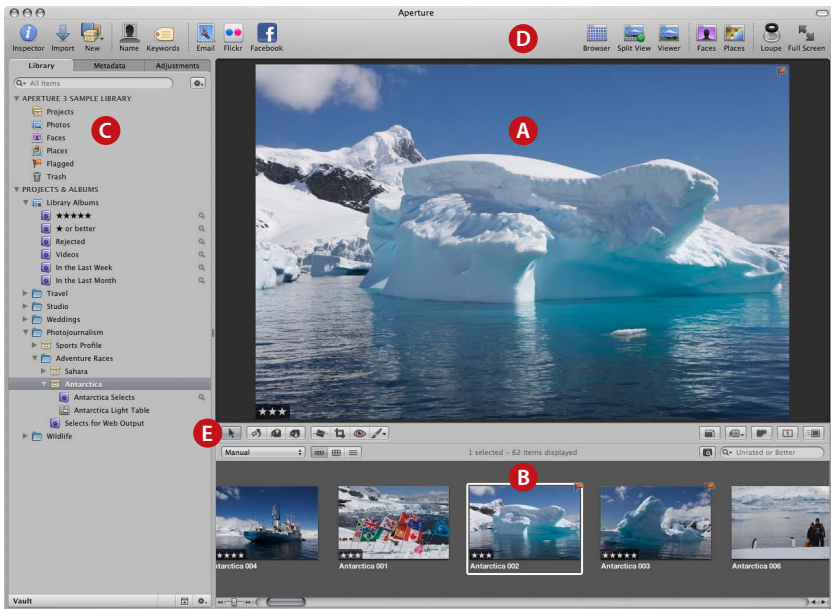 Aperture
Inspector Import New Name Keywords Email Flickr Facebook D Browser Split View Viewer Faces Places Loupe Full Screen
Library Metadata Adjustments
All Items
APERTURE 3 SAMPLE LIBRARY
Projects
Photos
Faces
Places
Flagged
Trash
C
A
PROJECTS & ALBUMS
Library Albums
★★★★★
★ or better
Rejected
Videos
In the Last Week
In the Last Month
Travel
Studio
Weddings
Photojournalism
Sports Profile
Adventure Races
Sahara
Antarctica
Antarctica Selects
Antarctica Light Table
Selects for Web Output
Wildlife
★★★
E
1
Manual
1 selected - 62 items displayed
Unrated or Better
B
★★★★ ★★★ ★★★ ★★★★★
ntarctica 004 Antarctica 001 Antarctica 002 Antarctica 003 Antarctica 006
Vault